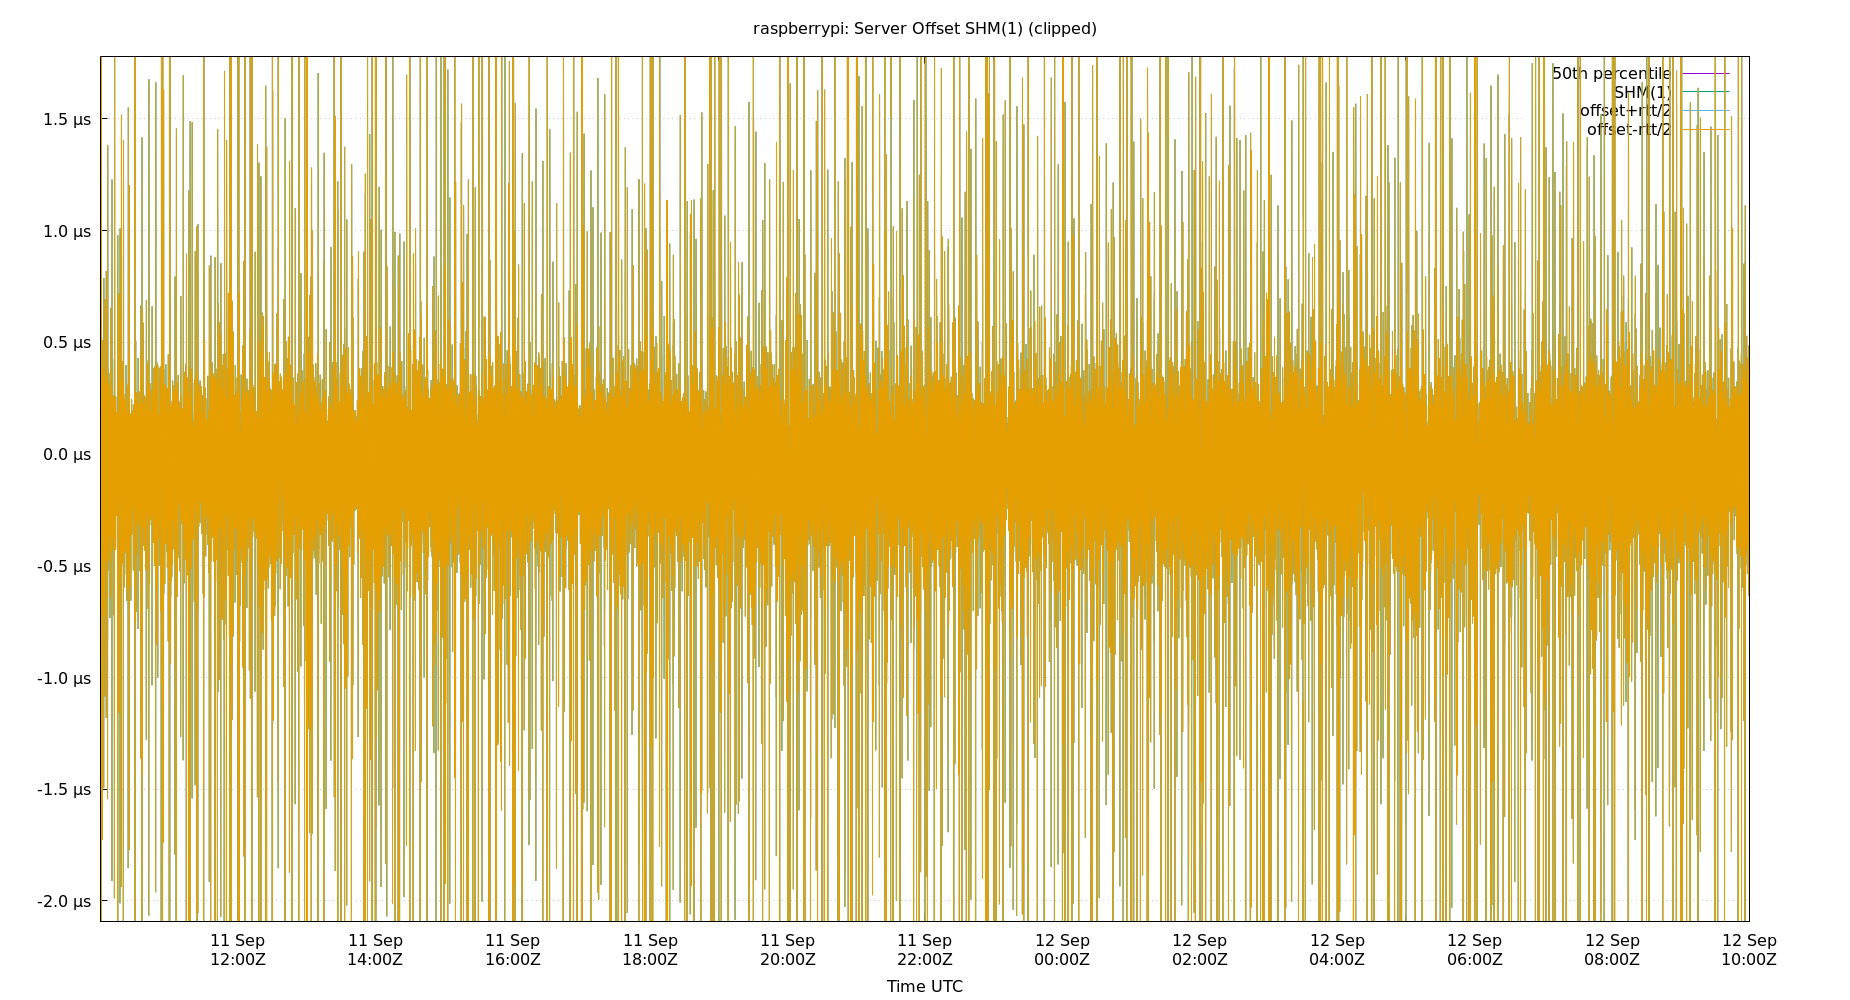 raspberrypi: Server Offset SHM(1) (clipped)
50th percentile
SHM(1)
offset+rtt/2
offset-rtt/2
1.5 µs
1.0 µs
0.5 µs
0.0 µs
-0.5 µs
-1.0 µs
-1.5 µs
-2.0 µs
11 Sep 11 Sep 11 Sep 11 Sep 11 Sep 11 Sep 12 Sep 12 Sep 12 Sep 12 Sep 12 Sep 12 Sep
12:00Z 14:00Z 16:00Z 18:00Z 20:00Z 22:00Z 00:00Z 02:00Z 04:00Z 06:00Z 08:00Z 10:00Z
Time UTC